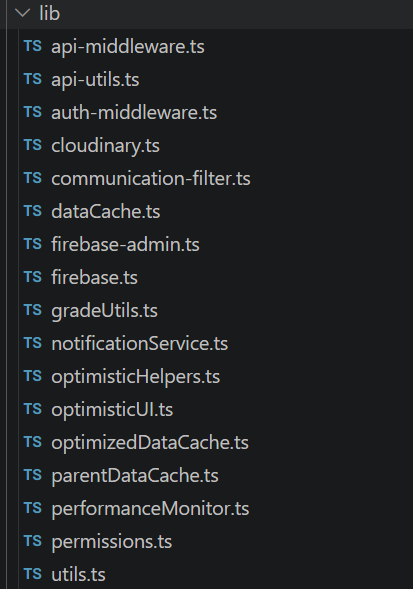 lib
TS api-middleware.ts
TS api-utils.ts
TS auth-middleware.ts
TS cloudinary.ts
TS communication-filter.ts
TS dataCache.ts
TS firebase-admin.ts
TS firebase.ts
TS gradeUtils.ts
TS notificationService.ts
TS optimisticHelpers.ts
TS optimisticUI.ts
TS optimizedDataCache.ts
TS parentDataCache.ts
TS performanceMonitor.ts
TS permissions.ts
TS utils.ts